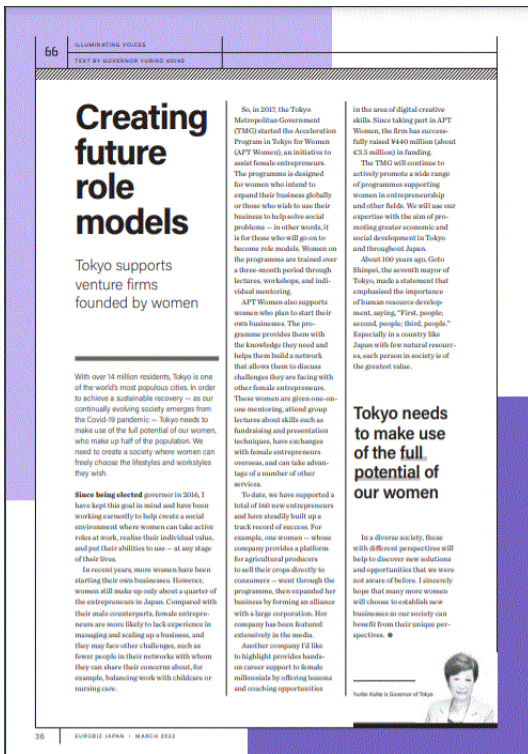 66
ILLUMINATING VOICES
TEXT BY GOVERNOR YURIKO KOIKE
Creating
future
role
models
Tokyo supports
venture firms
founded by women
With over 14 million residents, Tokyo is one
of the world's most populous cities. In order
to achieve a sustainable recovery — as our
continually evolving society emerges from
the Covid-19 pandemic — Tokyo needs to
make use of the full potential of our women,
who make up half of the population. We
need to create a society where women can
freely choose the lifestyles and workstyles
they wish.
Since being elected governor in 2016, I
have kept this goal in mind and have been
working earnestly to help create a social
environment where women can take active
roles at work, realise their individual value,
and put their abilities to use — at any stage
of their lives.
In recent years, more women have been
starting their own businesses. However,
women still make up only about a quarter of
the entrepreneurs in Japan. Compared with
their male counterparts, female entrepre-
neurs are more likely to lack experience in
managing and scaling up a business, and
they may face other challenges, such as
fewer people in their networks with whom
they can share their concerns about, for
example, balancing work with childcare or
nursing care.
So, in 2017, the Tokyo
Metropolitan Government
(TMG) started the Acceleration
Program in Tokyo for Women
(APT Women), an initiative to
assist female entrepreneurs.
The programme is designed
for women who intend to
expand their business globally
or those who wish to use their
business to help solve social
problems — in other words, it
is for those who will go on to
become role models. Women on
the programme are trained over
a three-month period through
lectures, workshops, and indi-
vidual mentoring.
APT Women also supports
women who plan to start their
own businesses. The pro-
gramme provides them with
the knowledge they need and
helps them build a network
that allows them to discuss
challenges they are facing with
other female entrepreneurs.
These women are given one-on-
one mentoring, attend group
lectures about skills such as
fundraising and presentation
techniques, have exchanges
with female entrepreneurs
overseas, and can take advan-
tage of a number of other
services.
To date, we have supported a
total of 160 new entrepreneurs
and have steadily built up a
track record of success. For
example, one woman — whose
company provides a platform
for agricultural producers
to sell their crops directly to
consumers — went through the
programme, then expanded her
business by forming an alliance
with a large corporation. Her
company has been featured
extensively in the media.
Another company I'd like
to highlight provides hands-
on career support to female
millennials by offering lessons
and coaching opportunities
in the area of digital creative
skills. Since taking part in APT
Women, the firm has success-
fully raised ¥440 million (about
€3.5 million) in funding.
The TMG will continue to
actively promote a wide range
of programmes supporting
women in entrepreneurship
and other fields. We will use our
expertise with the aim of pro-
moting greater economic and
social development in Tokyo
and throughout Japan.
About 100 years ago, Goto
Shinpei, the seventh mayor of
Tokyo, made a statement that
emphasised the importance
of human resource develop-
ment, saying, "First, people;
second, people; third, people."
Especially in a country like
Japan with few natural resourc-
es, each person in society is of
the greatest value.
Tokyo needs
to make use
of the full
potential of
our women
In a diverse society, those
with different perspectives will
help to discover new solutions
and opportunities that we were
not aware of before. I sincerely
hope that many more women
will choose to establish new
businesses so our society can
benefit from their unique per-
spectives.
Yuriko Koike is Governor of Tokyo
36
EUROBIZ JAPAN • MARCH 2022